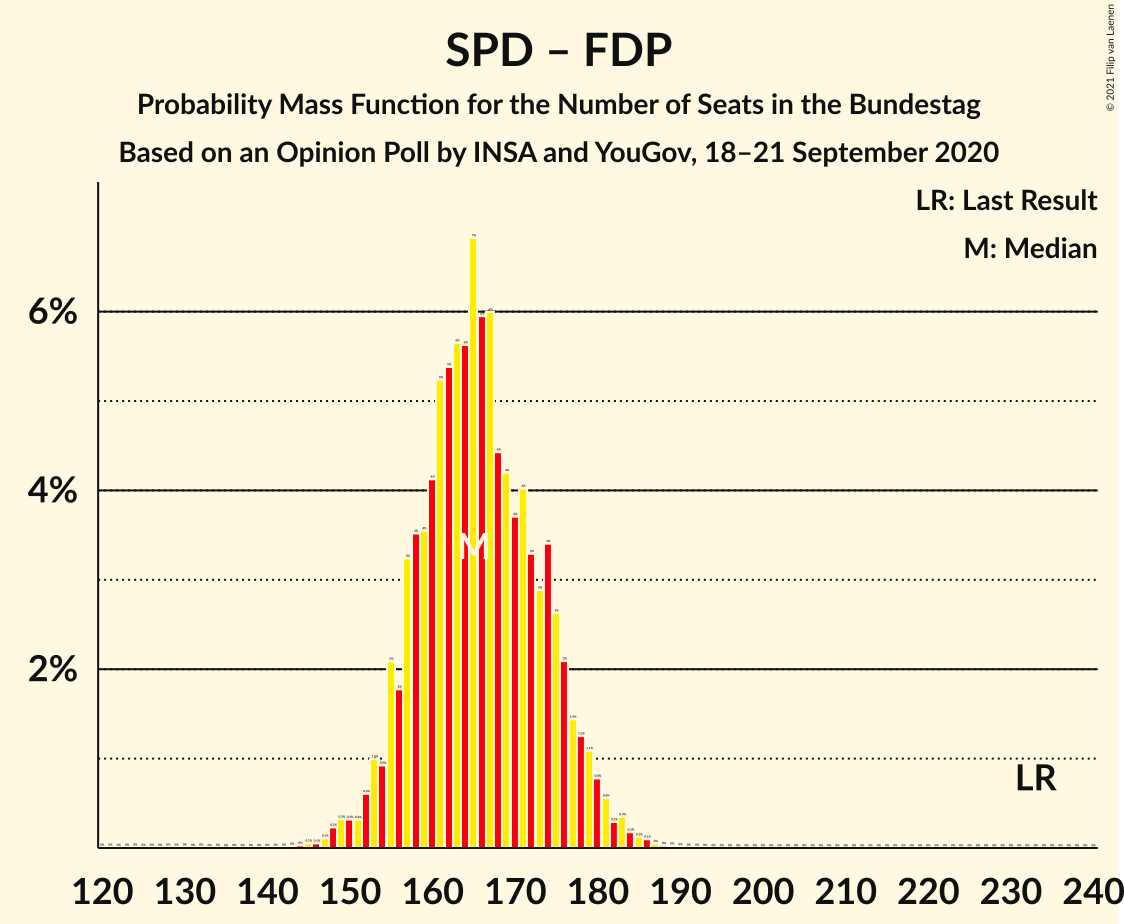 SPD – FDP
Probability Mass Function for the Number of Seats in the Bundestag
Based on an Opinion Poll by INSA and YouGov, 18–21 September 2020
© 2021 Filip van Laenen
LR: Last Result
M: Median
6%
4%
2%
M
LR
120 130 140 150 160 170 180 190 200 210 220 230 240